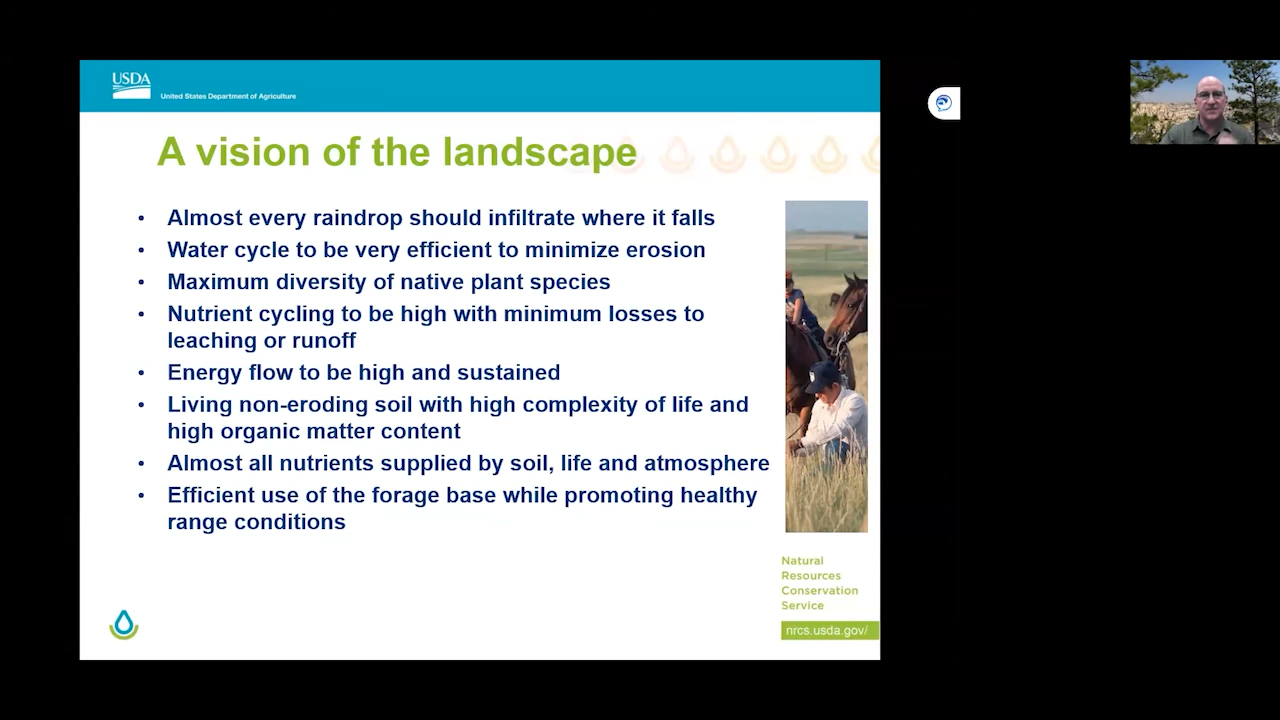 USDA
United States Department of Agriculture
A vision of the landscape
• Almost every raindrop should infiltrate where it falls
• Water cycle to be very efficient to minimize erosion
• Maximum diversity of native plant species
• Nutrient cycling to be high with minimum losses to
leaching or runoff
• Energy flow to be high and sustained
• Living non-eroding soil with high complexity of life and
high organic matter content
• Almost all nutrients supplied by soil, life and atmosphere
• Efficient use of the forage base while promoting healthy
range conditions
Natural
Resources
Conservation
Service
nrcs.usda.gov/